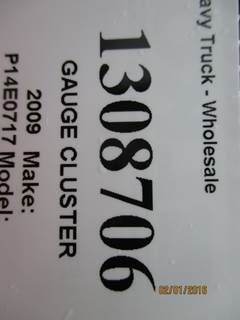 avy Truck - Wholesale
1308706
GAUGE CLUSTER
2009 Make:
P14E0717 Model:
02/01/2016